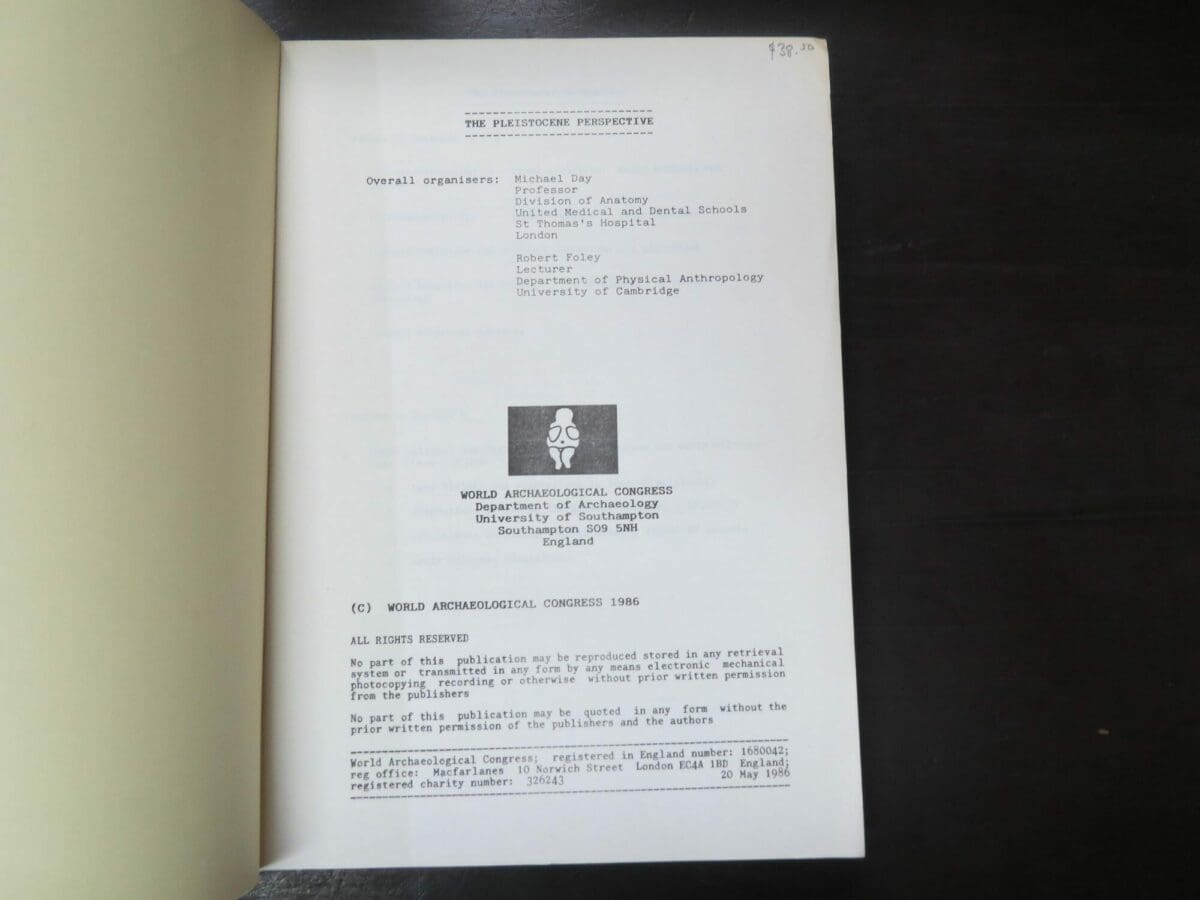 THE PLEISTOCENE PERSPECTIVE
Overall organisers: Michael Day
Professor
Division of Anatomy
United Medical and Dental Schools
St Thomas's Hospital
London
Robert Foley
Lecturer
Department of Physical Anthropology
University of Cambridge
WORLD ARCHAEOLOGICAL CONGRESS
Department of Archaeology
University of Southampton
Southampton SO9 5NH
England
(C) WORLD ARCHAEOLOGICAL CONGRESS 1986
ALL RIGHTS RESERVED
No part of this publication may be reproduced stored in any retrieval
system or transmitted in any form by any means electronic mechanical
photocopying recording or otherwise without prior written permission
from the publishers
No part of this publication may be quoted in any form without the
prior written permission of the publishers and the authors
World Archaeological Congress; registered in England number: 1680042;
reg office: Macfarlanes 10 Norwich Street London EC4A 1BD England;
registered charity number: 326243 20 May 1986